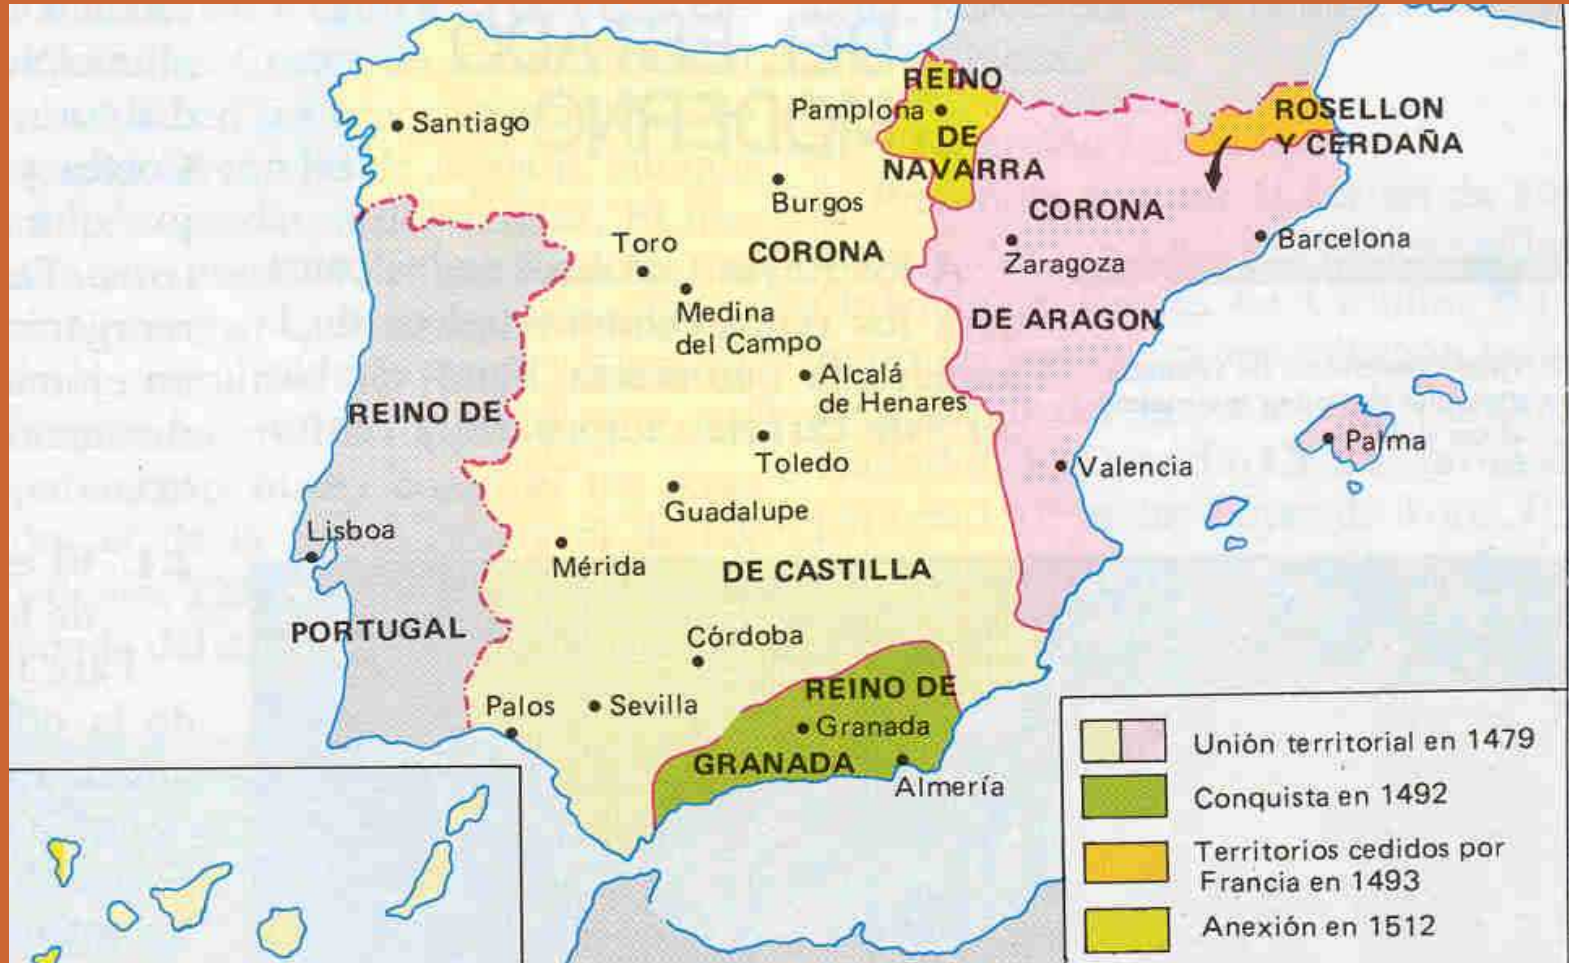 REINO
Pamplona
DE
NAVARRA
ROSELLON
Y CERDAÑA
Santiago
Burgos
CORONA
Zaragoza
Barcelona
DE ARAGON
Toro
CORONA
Medina
del Campo
Alcalá
de Henares
REINO DE
Toledo
Valencia
Palma
Guadalupe
Lisboa
Mérida
DE CASTILLA
PORTUGAL
Córdoba
REINO DE
Palos
Sevilla
Granada
GRANADA
Almería
Unión territorial en 1479
Conquista en 1492
Territorios cedidos por
Francia en 1493
Anexión en 1512